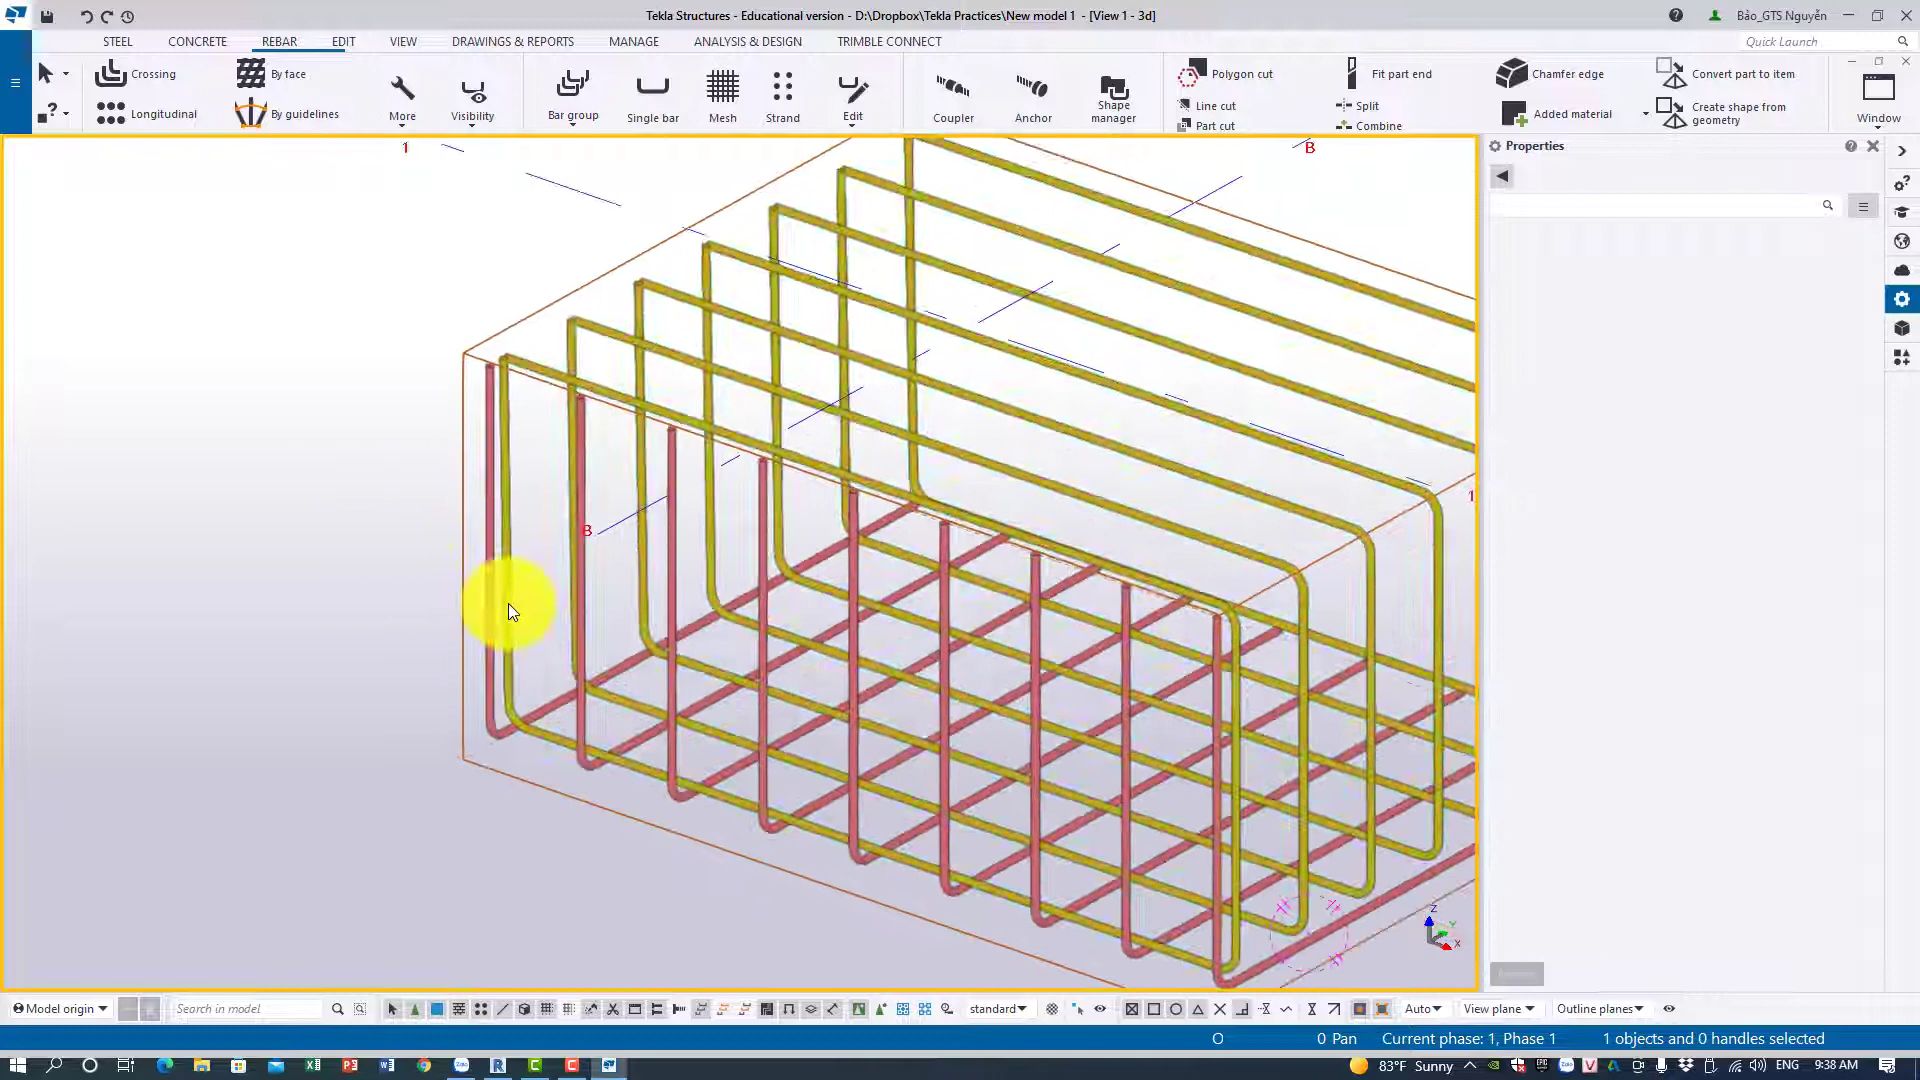 Tekla Structures - Educational version - D:\Dropbox\Tekla Practices\New model 1 - [View 1 - 3d]
Bảo_GTS Nguyễn
STEEL CONCRETE REBAR EDIT VIEW DRAWINGS & REPORTS MANAGE ANALYSIS & DESIGN TRIMBLE CONNECT
Quick Launch
Crossing
Longitudinal
By face
By guidelines
More
Visibility
Bar group
Single bar
Mesh
Strand
Edit
Coupler
Anchor
Shape
manager
Polygon cut
Line cut
Part cut
Fit part end
Split
Combine
Chamfer edge
Added material
Convert part to item
Create shape from
geometry
Window
Properties
1
B
B
1
Z
Y
X
Model origin
Search in model
standard
Auto
View plane
Outline planes
O
0 Pan
Current phase: 1, Phase 1
1 objects and 0 handles selected
83°F Sunny
ENG
9:38 AM